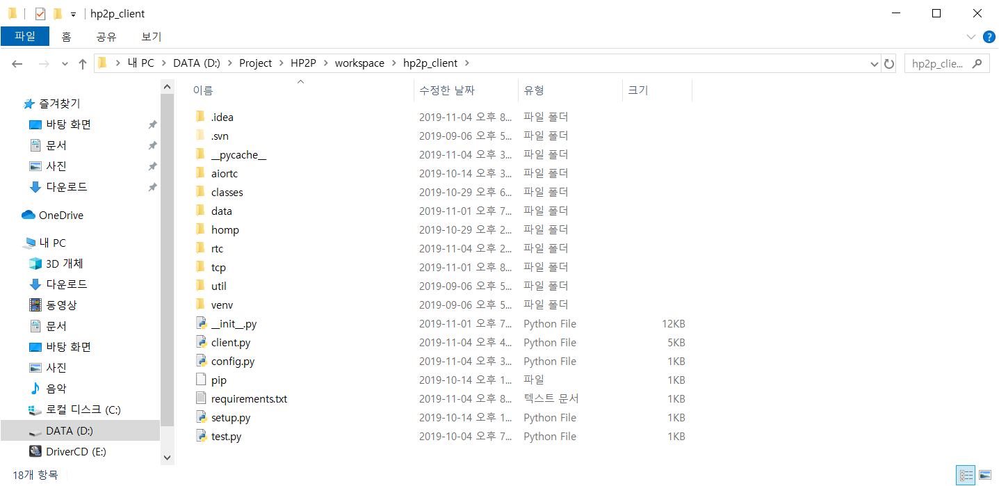 hp2p_client
파일 홈 공유 보기
내 PC DATA (D:) Project HP2P workspace hp2p_client hp2p_clie...
이름 수정한 날짜 유형 크기
즐겨찾기
바탕 화면
문서
사진
다운로드
OneDrive
내 PC
3D 개체
다운로드
동영상
문서
바탕 화면
사진
음악
로컬 디스크 (C:)
DATA (D:)
DriverCD (E:)
.idea 2019-11-04 오후 8... 파일 폴더
.svn 2019-09-06 오후 5... 파일 폴더
__pycache__ 2019-11-04 오후 3... 파일 폴더
aiortc 2019-10-14 오후 3... 파일 폴더
classes 2019-10-29 오후 6... 파일 폴더
data 2019-11-01 오후 7... 파일 폴더
homp 2019-10-29 오후 2... 파일 폴더
rtc 2019-11-04 오후 2... 파일 폴더
tcp 2019-11-01 오후 8... 파일 폴더
util 2019-09-06 오후 5... 파일 폴더
venv 2019-09-06 오후 5... 파일 폴더
__init__.py 2019-11-01 오후 7... Python File 12KB
client.py 2019-11-04 오후 4... Python File 5KB
config.py 2019-11-04 오후 3... Python File 1KB
pip 2019-10-14 오후 1... 파일 1KB
requirements.txt 2019-11-04 오후 8... 텍스트 문서 1KB
setup.py 2019-10-14 오후 1... Python File 1KB
test.py 2019-10-04 오후 7... Python File 1KB
18개 항목